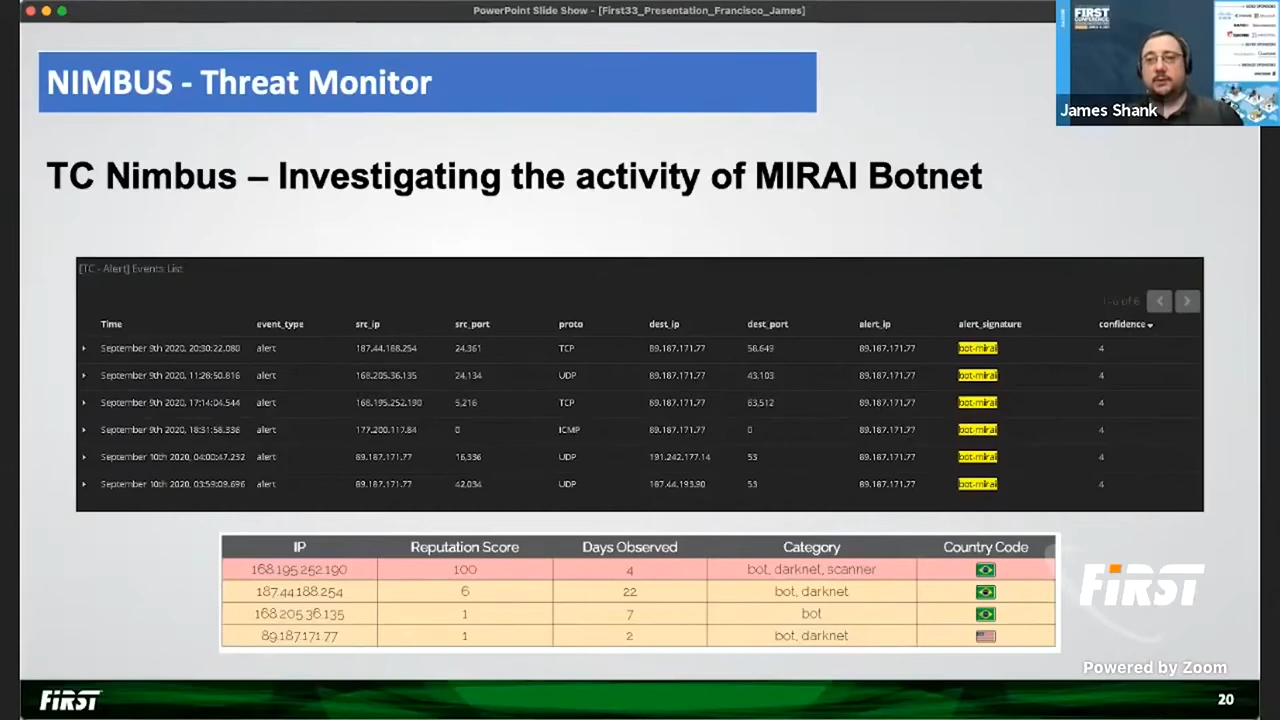 PowerPoint Slide Show - [First33_Presentation_Francisco_James]
NIMBUS - Threat Monitor
FIRST
CONFERENCE
James Shank
TC Nimbus – Investigating the activity of MIRAI Botnet
[TC - Alert] Events List
1–6 of 6
Time event_type src_ip src_port proto dest_ip dest_port alert_ip alert_signature confidence
September 9th 2020, 20:30:22.080 alert 187.44.188.254 24,361 TCP 89.187.171.77 58,649 89.187.171.77 bot-mirai 4
September 9th 2020, 11:28:50.816 alert 168.205.36.135 24,134 UDP 89.187.171.77 43,103 89.187.171.77 bot-mirai 4
September 9th 2020, 17:14:04.544 alert 168.195.252.190 5,216 TCP 89.187.171.77 63,512 89.187.171.77 bot-mirai 4
September 9th 2020, 18:31:58.336 alert 177.200.117.84 0 ICMP 89.187.171.77 0 89.187.171.77 bot-mirai 4
September 10th 2020, 04:00:47.232 alert 89.187.171.77 16,336 UDP 191.242.177.14 53 89.187.171.77 bot-mirai 4
September 10th 2020, 03:59:09.696 alert 89.187.171.77 42,034 UDP 187.44.193.90 53 89.187.171.77 bot-mirai 4
IP Reputation Score Days Observed Category Country Code
168.195.252.190 100 4 bot, darknet, scanner
187.44.188.254 6 22 bot, darknet
168.205.36.135 1 7 bot
89.187.171.77 1 2 bot, darknet
FIRST
Powered by Zoom
FIRST
20